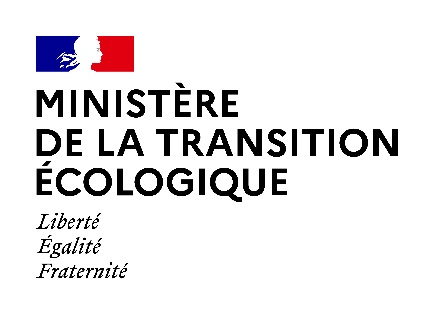 MINISTÈRE
DE LA TRANSITION
ÉCOLOGIQUE
Liberté
Égalité
Fraternité